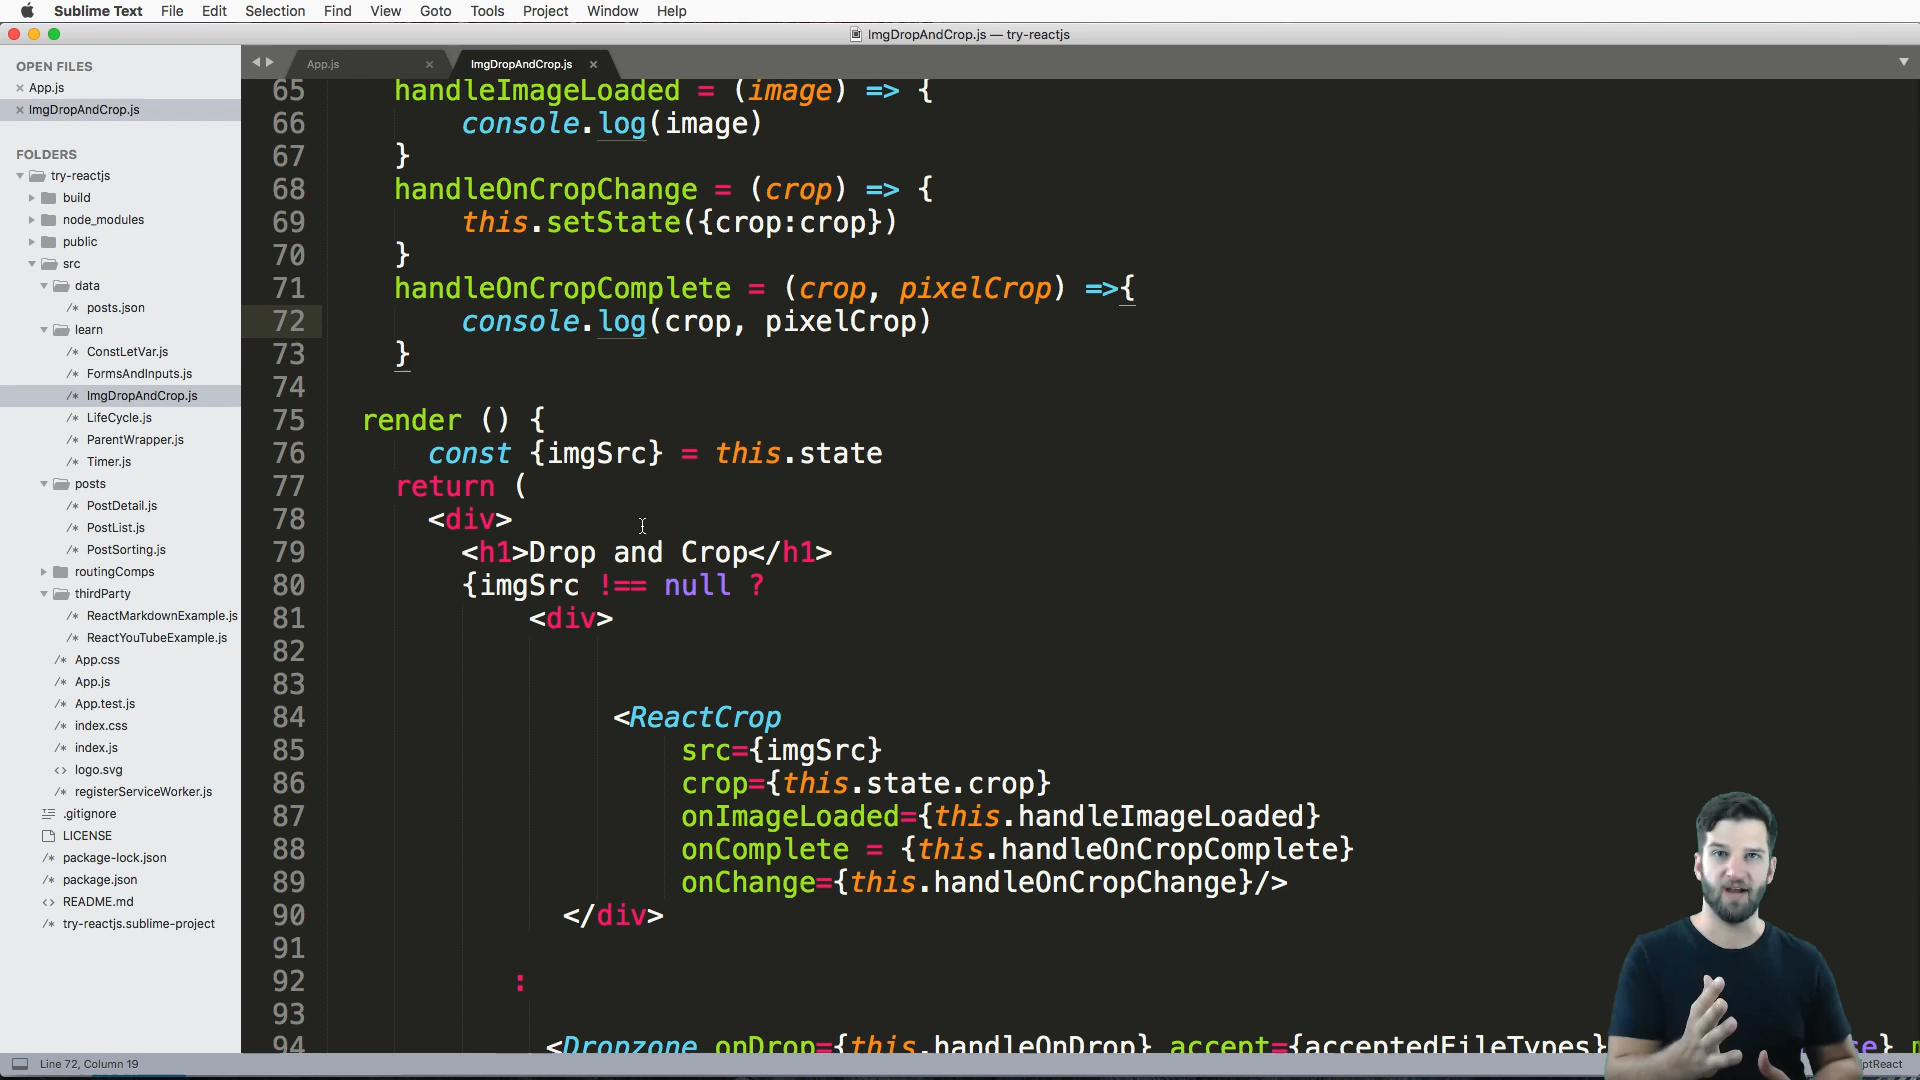 Sublime Text File Edit Selection Find View Goto Tools Project Window Help
ImgDropAndCrop.js — try-reactjs
OPEN FILES
App.js
ImgDropAndCrop.js
FOLDERS
try-reactjs
build
node_modules
public
src
data
posts.json
learn
ConstLetVar.js
FormsAndInputs.js
ImgDropAndCrop.js
LifeCycle.js
ParentWrapper.js
Timer.js
posts
PostDetail.js
PostList.js
PostSorting.js
routingComps
thirdParty
ReactMarkdownExample.js
ReactYouTubeExample.js
App.css
App.js
App.test.js
index.css
index.js
logo.svg
registerServiceWorker.js
.gitignore
LICENSE
package-lock.json
package.json
README.md
try-reactjs.sublime-project
App.js ImgDropAndCrop.js
65 handleImageLoaded = (image) => {
66 console.log(image)
67 }
68 handleOnCropChange = (crop) => {
69 this.setState({crop:crop})
70 }
71 handleOnCropComplete = (crop, pixelCrop) =>{
72 console.log(crop, pixelCrop)
73 }
74
75 render () {
76 const {imgSrc} = this.state
77 return (
78 <div>
79 <h1>Drop and Crop</h1>
80 {imgSrc !== null ?
81 <div>
82
83
84 <ReactCrop
85 src={imgSrc}
86 crop={this.state.crop}
87 onImageLoaded={this.handleImageLoaded}
88 onComplete = {this.handleOnCropComplete}
89 onChange={this.handleOnCropChange}/>
90 </div>
91
92 :
93
94 <Dropzone onDrop={this.handleOnDrop} accept={acceptedFileTypes}
Line 72, Column 19